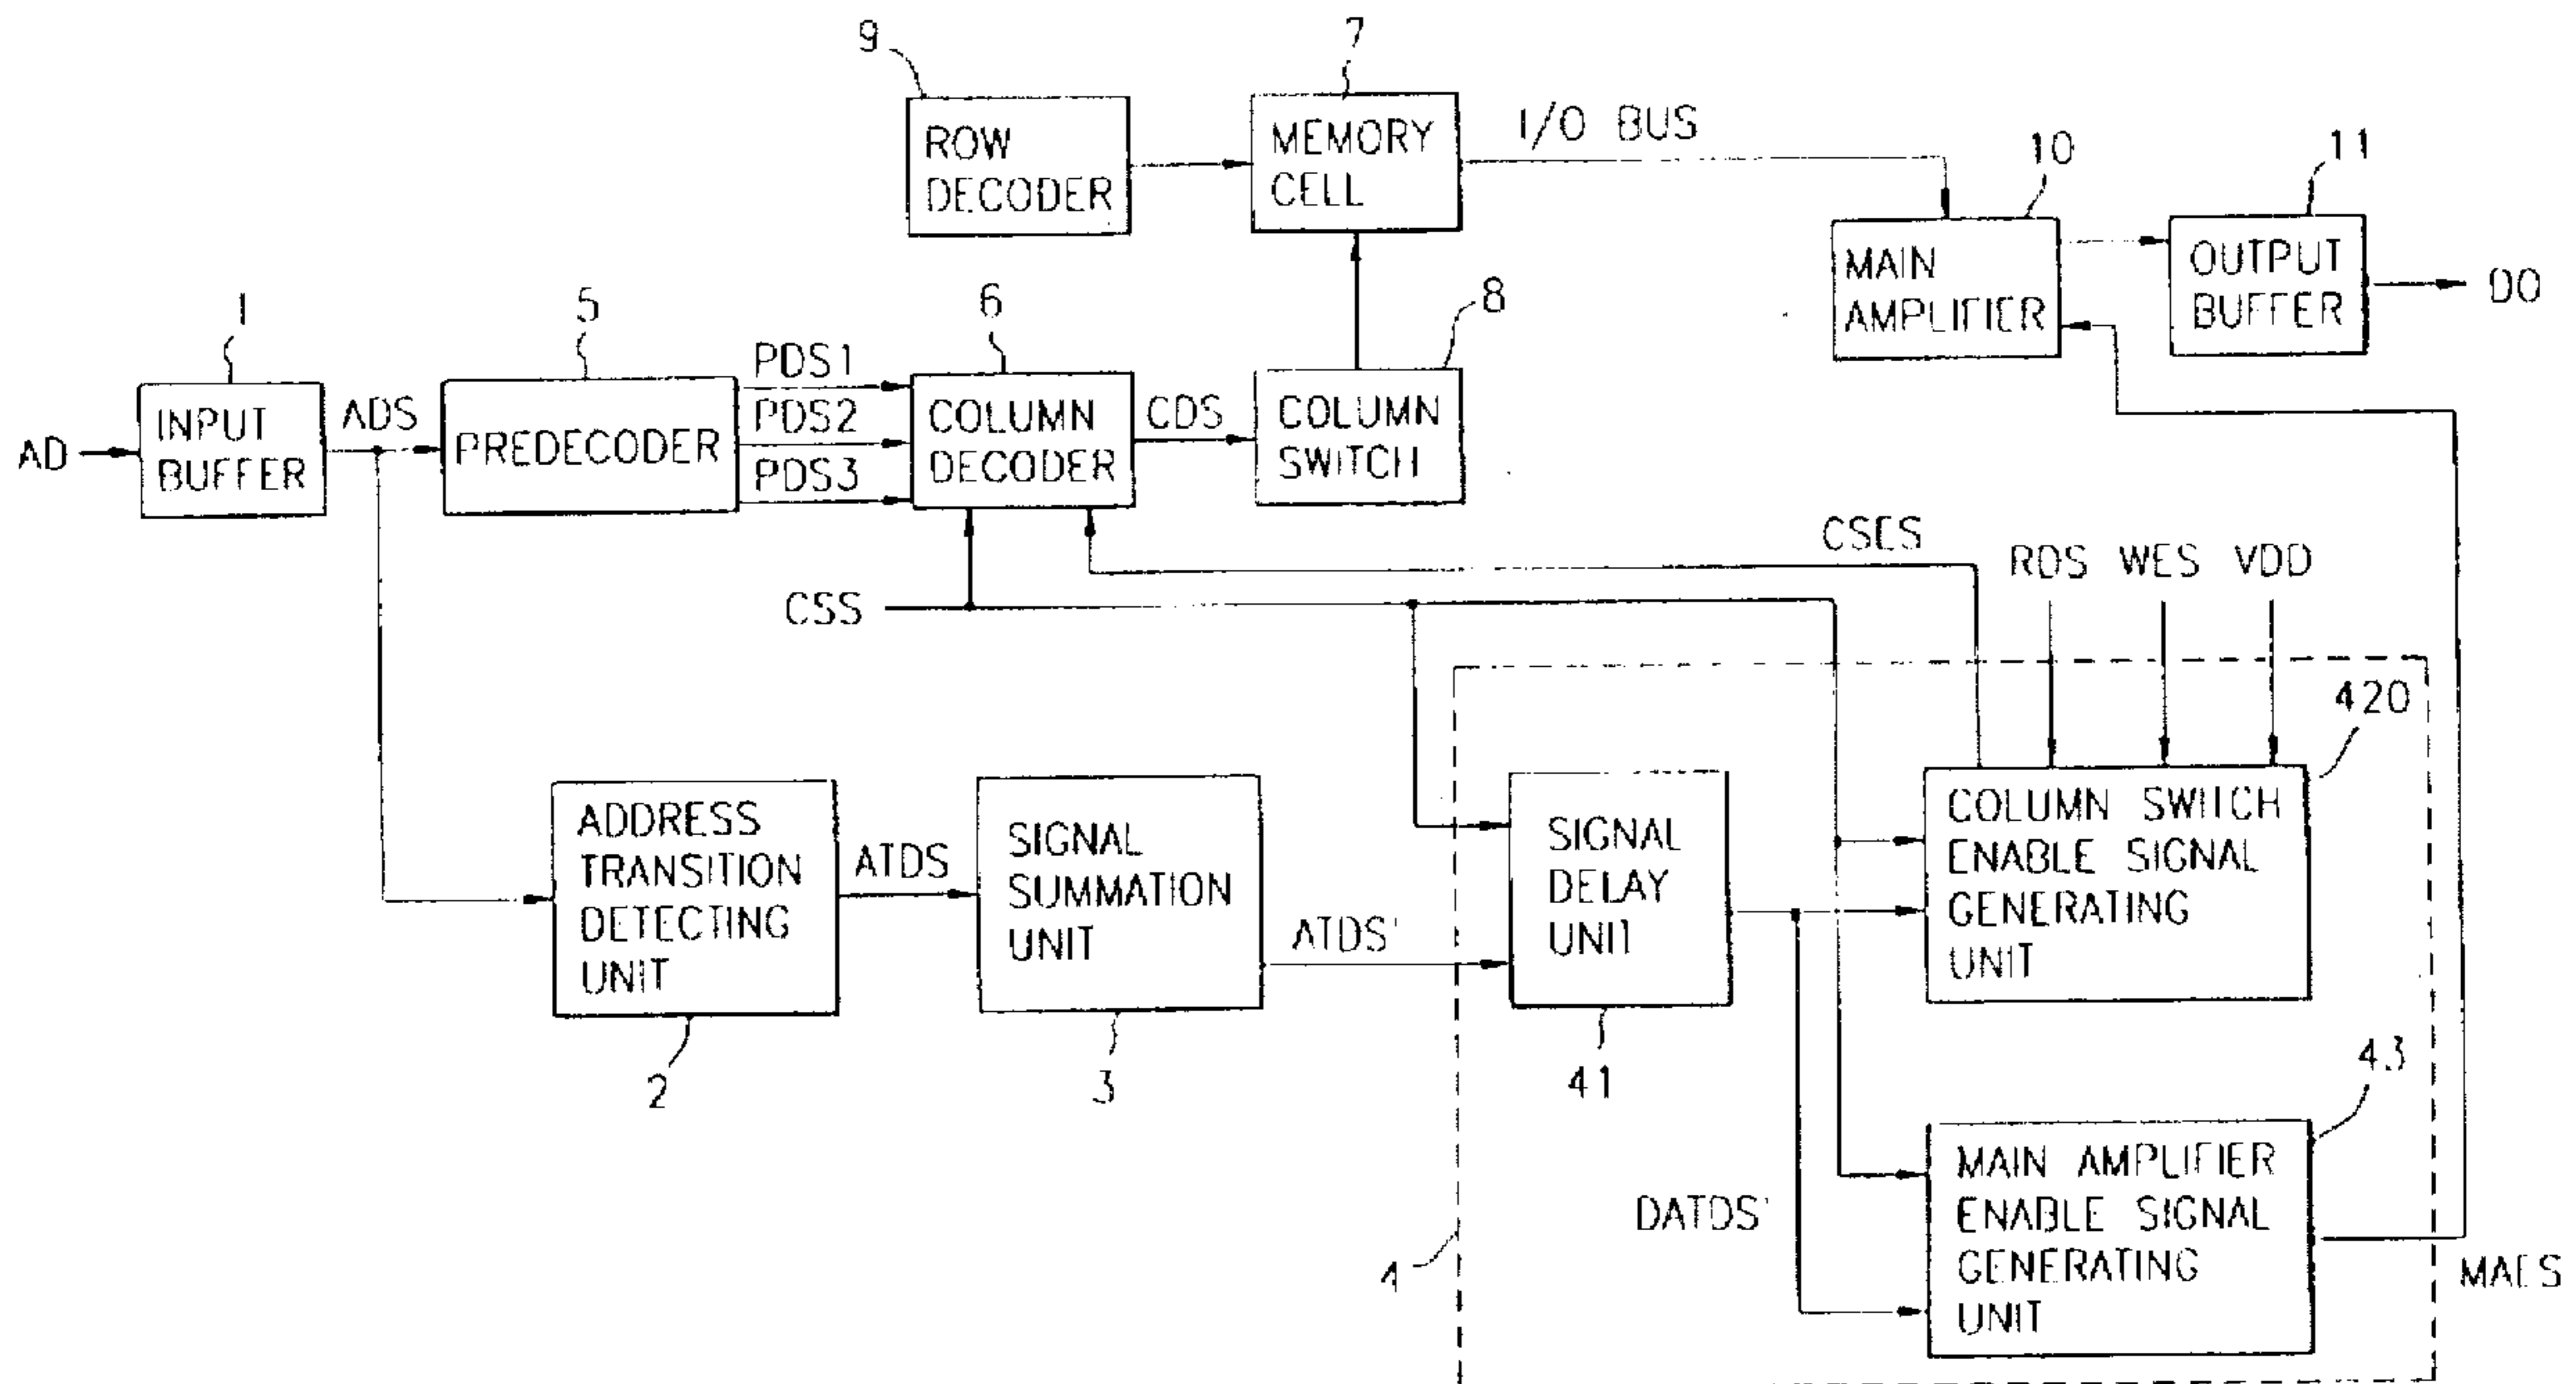 9
7
ROW
DECODER
MEMORY
CELL
I/O BUS
10
11
MAIN
AMPLIFIER
OUTPUT
BUFFER
DO
1
5
6
8
AD
INPUT
BUFFER
ADS
PREDECODER
PDS1
PDS2
PDS3
COLUMN
DECODER
CDS
COLUMN
SWITCH
CSES
RDS WES VDD
CSS
420
ADDRESS
TRANSITION
DETECTING
UNIT
ATDS
SIGNAL
SUMMATION
UNIT
ATDS'
SIGNAL
DELAY
UNIT
COLUMN SWITCH
ENABLE SIGNAL
GENERATING
UNIT
2
3
41
43
DATDS'
MAIN AMPLIFIER
ENABLE SIGNAL
GENERATING
UNIT
4
MAES